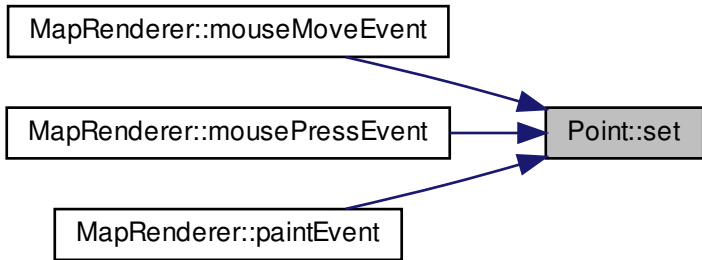 MapRenderer::mouseMoveEvent
MapRenderer::mousePressEvent
Point::set
MapRenderer::paintEvent